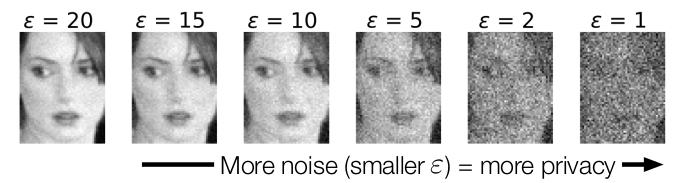 ε = 20 ε = 15 ε = 10 ε = 5 ε = 2 ε = 1
More noise (smaller ε) = more privacy